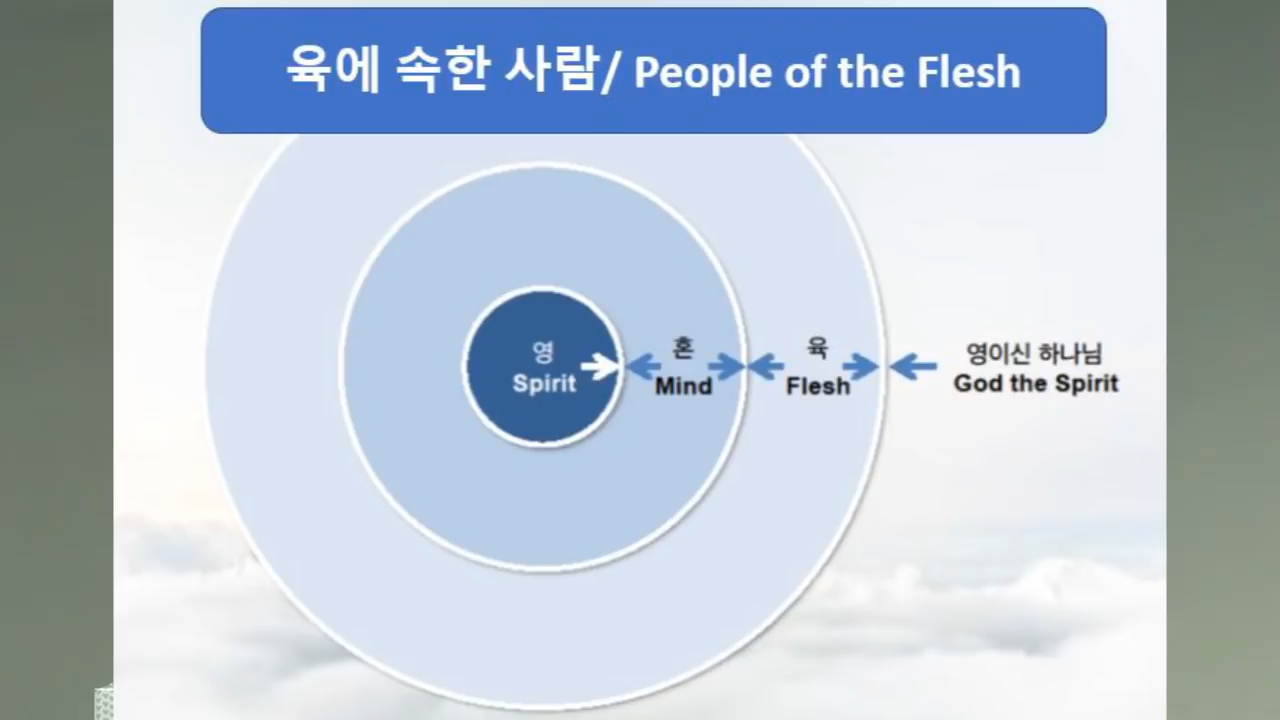 육에 속한 사람/ People of the Flesh
영
Spirit
혼
Mind
육
Flesh
영이신 하나님
God the Spirit